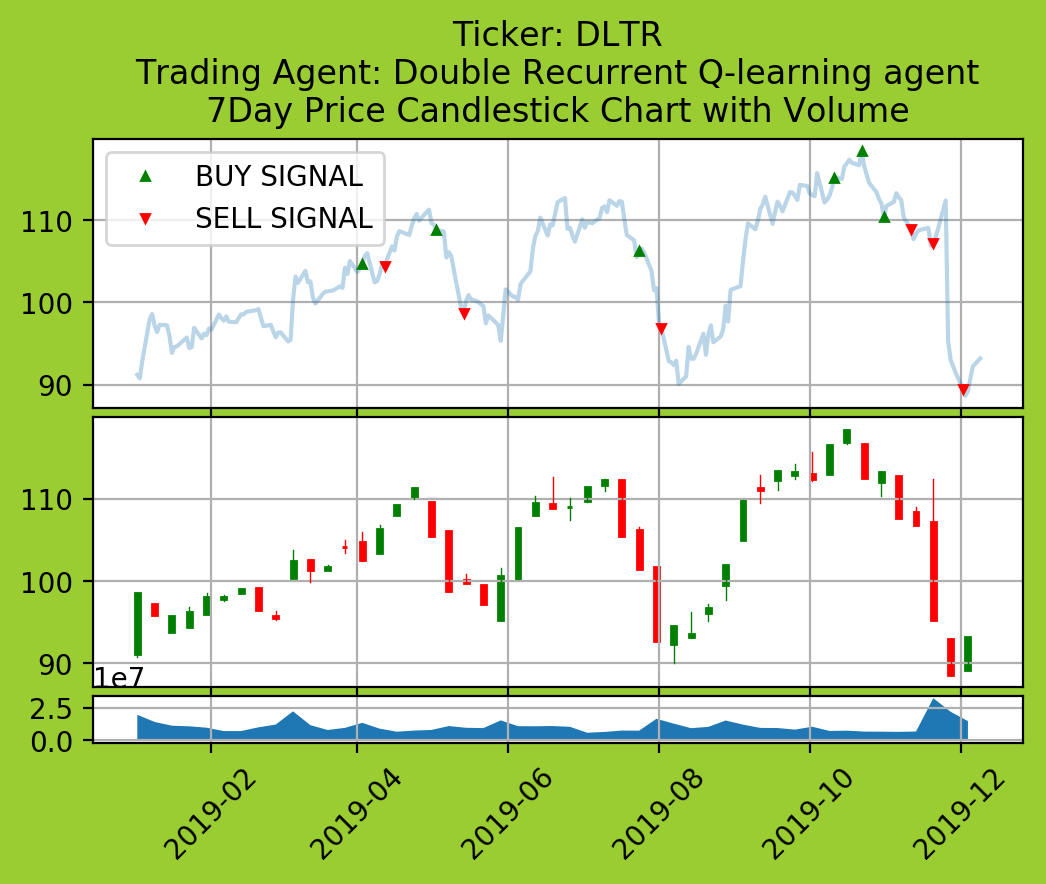 Ticker: DLTR
Trading Agent: Double Recurrent Q-learning agent
7Day Price Candlestick Chart with Volume
BUY SIGNAL
SELL SIGNAL
110
100
90
110
100
90
1e7
2.5
0.0
2019-02
2019-04
2019-06
2019-08
2019-10
2019-12